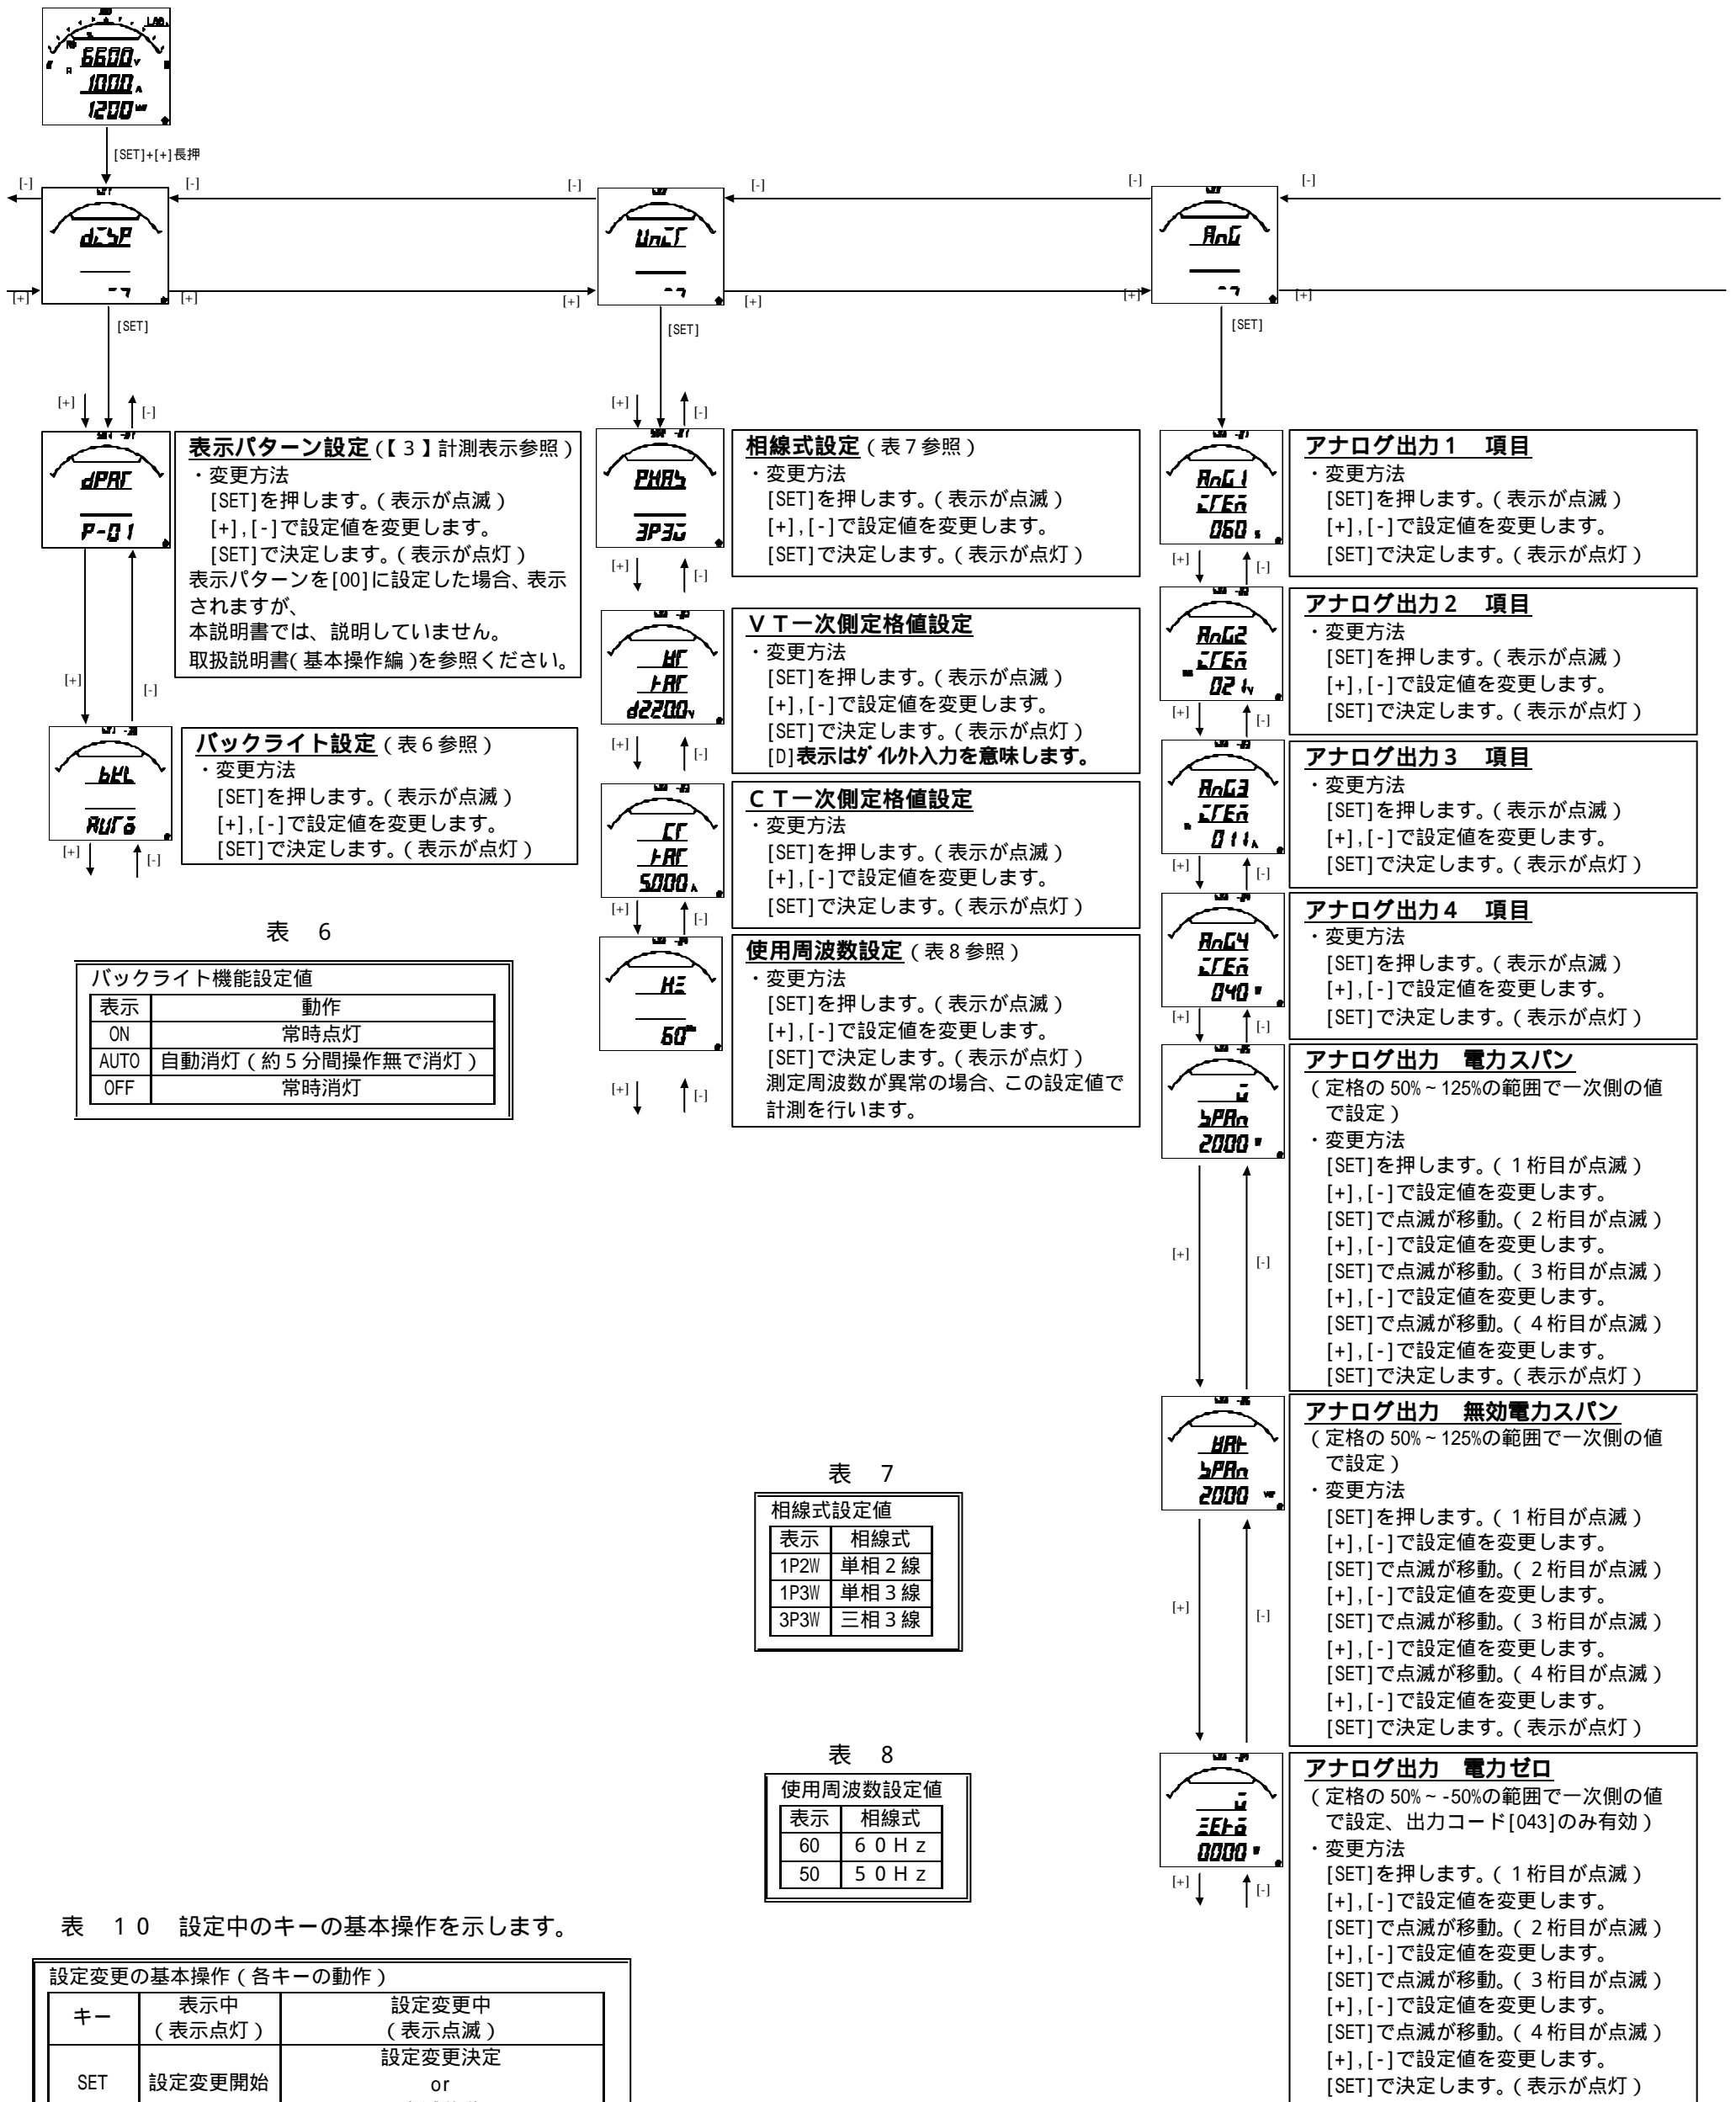 6600 V
1000 A
1200
[SET]+[+]長押
[-]
[-]
[-]
[-]
[-]
[-]
dISP
UnIT
AnG
[+]
[+]
[+]
[+]
[+]
[+]
[SET]
[SET]
[SET]
[+]
[-]
dPAT
P-01
表示パターン設定(【3】計測表示参照)
・変更方法
[SET]を押します。(表示が点滅)
[+],[-]で設定値を変更します。
[SET]で決定します。(表示が点灯)
表示パターンを[00]に設定した場合、表示
されますが、
本説明書では、説明していません。
取扱説明書(基本操作編)を参照ください。
[+]
[-]
bKL
AUTo
バックライト設定(表6参照)
・変更方法
[SET]を押します。(表示が点滅)
[+],[-]で設定値を変更します。
[SET]で決定します。(表示が点灯)
[+]
[-]
表 6
バックライト機能設定値
表示 動作
ON 常時点灯
AUTO 自動消灯(約5分間操作無で消灯)
OFF 常時消灯
[+]
[-]
PHAS
3P3W
相線式設定(表7参照)
・変更方法
[SET]を押します。(表示が点滅)
[+],[-]で設定値を変更します。
[SET]で決定します。(表示が点灯)
[+]
[-]
VT
rAT
d2200 V
VT一次側定格値設定
・変更方法
[SET]を押します。(表示が点滅)
[+],[-]で設定値を変更します。
[SET]で決定します。(表示が点灯)
[D]表示はダイレクト入力を意味します。
[+]
[-]
CT
rAT
5000 A
CT一次側定格値設定
・変更方法
[SET]を押します。(表示が点滅)
[+],[-]で設定値を変更します。
[SET]で決定します。(表示が点灯)
[+]
[-]
HZ
60
使用周波数設定(表8参照)
・変更方法
[SET]を押します。(表示が点滅)
[+],[-]で設定値を変更します。
[SET]で決定します。(表示が点灯)
測定周波数が異常の場合、この設定値で
計測を行います。
[+]
[-]
表 7
相線式設定値
表示 相線式
1P2W 単相2線
1P3W 単相3線
3P3W 三相3線
表 8
使用周波数設定値
表示 相線式
60 60Hz
50 50Hz
AnG1
ITEm
060 s
アナログ出力1 項目
・変更方法
[SET]を押します。(表示が点滅)
[+],[-]で設定値を変更します。
[SET]で決定します。(表示が点灯)
[+]
[-]
AnG2
ITEm
021 V
アナログ出力2 項目
・変更方法
[SET]を押します。(表示が点滅)
[+],[-]で設定値を変更します。
[SET]で決定します。(表示が点灯)
[+]
[-]
AnG3
ITEm
011 A
アナログ出力3 項目
・変更方法
[SET]を押します。(表示が点滅)
[+],[-]で設定値を変更します。
[SET]で決定します。(表示が点灯)
[+]
[-]
AnG4
ITEm
040 W
アナログ出力4 項目
・変更方法
[SET]を押します。(表示が点滅)
[+],[-]で設定値を変更します。
[SET]で決定します。(表示が点灯)
[+]
[-]
W
SPAn
2000 W
アナログ出力 電力スパン
(定格の50%~125%の範囲で一次側の値
で設定)
・変更方法
[SET]を押します。(1桁目が点滅)
[+],[-]で設定値を変更します。
[SET]で点滅が移動。(2桁目が点滅)
[+],[-]で設定値を変更します。
[SET]で点滅が移動。(3桁目が点滅)
[+],[-]で設定値を変更します。
[SET]で点滅が移動。(4桁目が点滅)
[+],[-]で設定値を変更します。
[SET]で決定します。(表示が点灯)
[+]
[-]
VAr
SPAn
2000 var
アナログ出力 無効電力スパン
(定格の50%~125%の範囲で一次側の値
で設定)
・変更方法
[SET]を押します。(1桁目が点滅)
[+],[-]で設定値を変更します。
[SET]で点滅が移動。(2桁目が点滅)
[+],[-]で設定値を変更します。
[SET]で点滅が移動。(3桁目が点滅)
[+],[-]で設定値を変更します。
[SET]で点滅が移動。(4桁目が点滅)
[+],[-]で設定値を変更します。
[SET]で決定します。(表示が点灯)
[+]
[-]
W
ZEro
0000 W
アナログ出力 電力ゼロ
(定格の50%~-50%の範囲で一次側の値
で設定、出力コード[043]のみ有効)
・変更方法
[SET]を押します。(1桁目が点滅)
[+],[-]で設定値を変更します。
[SET]で点滅が移動。(2桁目が点滅)
[+],[-]で設定値を変更します。
[SET]で点滅が移動。(3桁目が点滅)
[+],[-]で設定値を変更します。
[SET]で点滅が移動。(4桁目が点滅)
[+],[-]で設定値を変更します。
[SET]で決定します。(表示が点灯)
[+]
[-]
表 10 設定中のキーの基本操作を示します。
設定変更の基本操作(各キーの動作)
キー 表示中 設定変更中
(表示点灯) (表示点滅)
設定変更決定
SET 設定変更開始 or